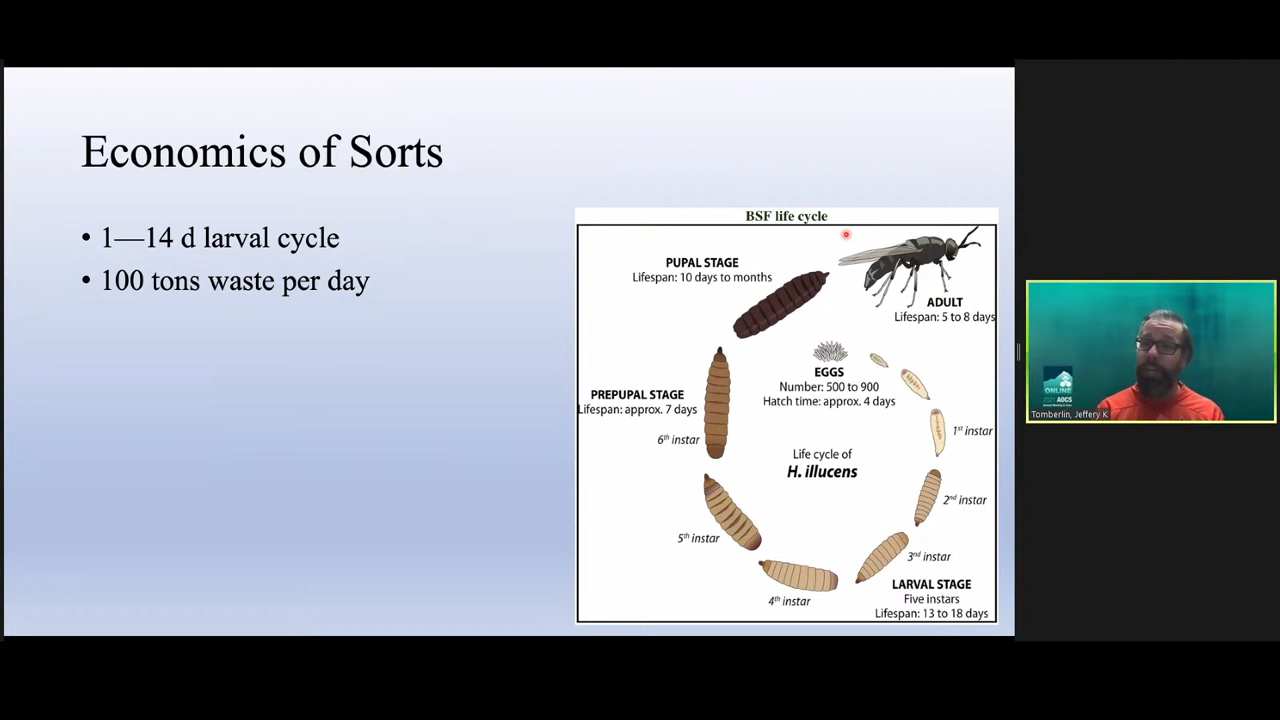 Economics of Sorts
• 1—14 d larval cycle
• 100 tons waste per day
BSF life cycle
PUPAL STAGE
Lifespan: 10 days to months
ADULT
Lifespan: 5 to 8 days
EGGS
Number: 500 to 900
Hatch time: approx. 4 days
PREPUPAL STAGE
Lifespan: approx. 7 days
6th instar
1st instar
Life cycle of
H. illucens
2nd instar
5th instar
3rd instar
4th instar
LARVAL STAGE
Five instars
Lifespan: 13 to 18 days
ONLINE
2021 AOCS
Tomberlin, Jeffery K